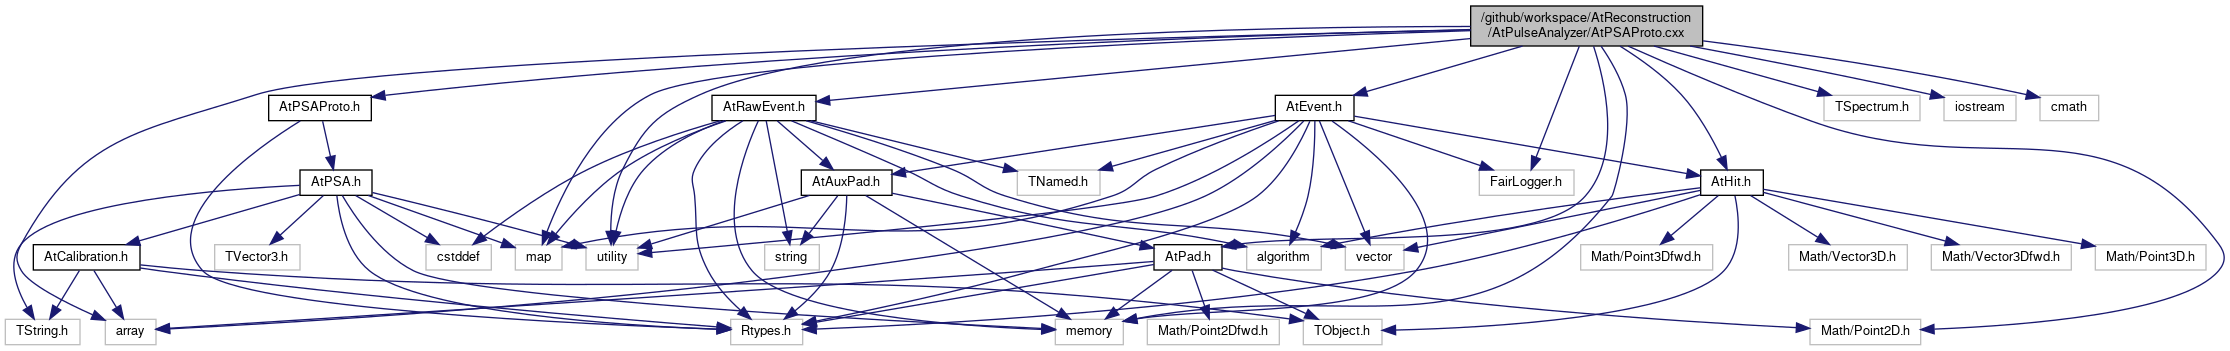 /github/workspace/AtReconstruction
/AtPulseAnalyzer/AtPSAProto.cxx
AtPSAProto.h
AtRawEvent.h
AtEvent.h
TSpectrum.h
iostream
cmath
AtPSA.h
AtAuxPad.h
TNamed.h
FairLogger.h
AtHit.h
AtCalibration.h
TVector3.h
cstddef
map
utility
string
AtPad.h
algorithm
vector
Math/Point3Dfwd.h
Math/Vector3D.h
Math/Vector3Dfwd.h
Math/Point3D.h
TString.h
array
Rtypes.h
memory
Math/Point2Dfwd.h
TObject.h
Math/Point2D.h